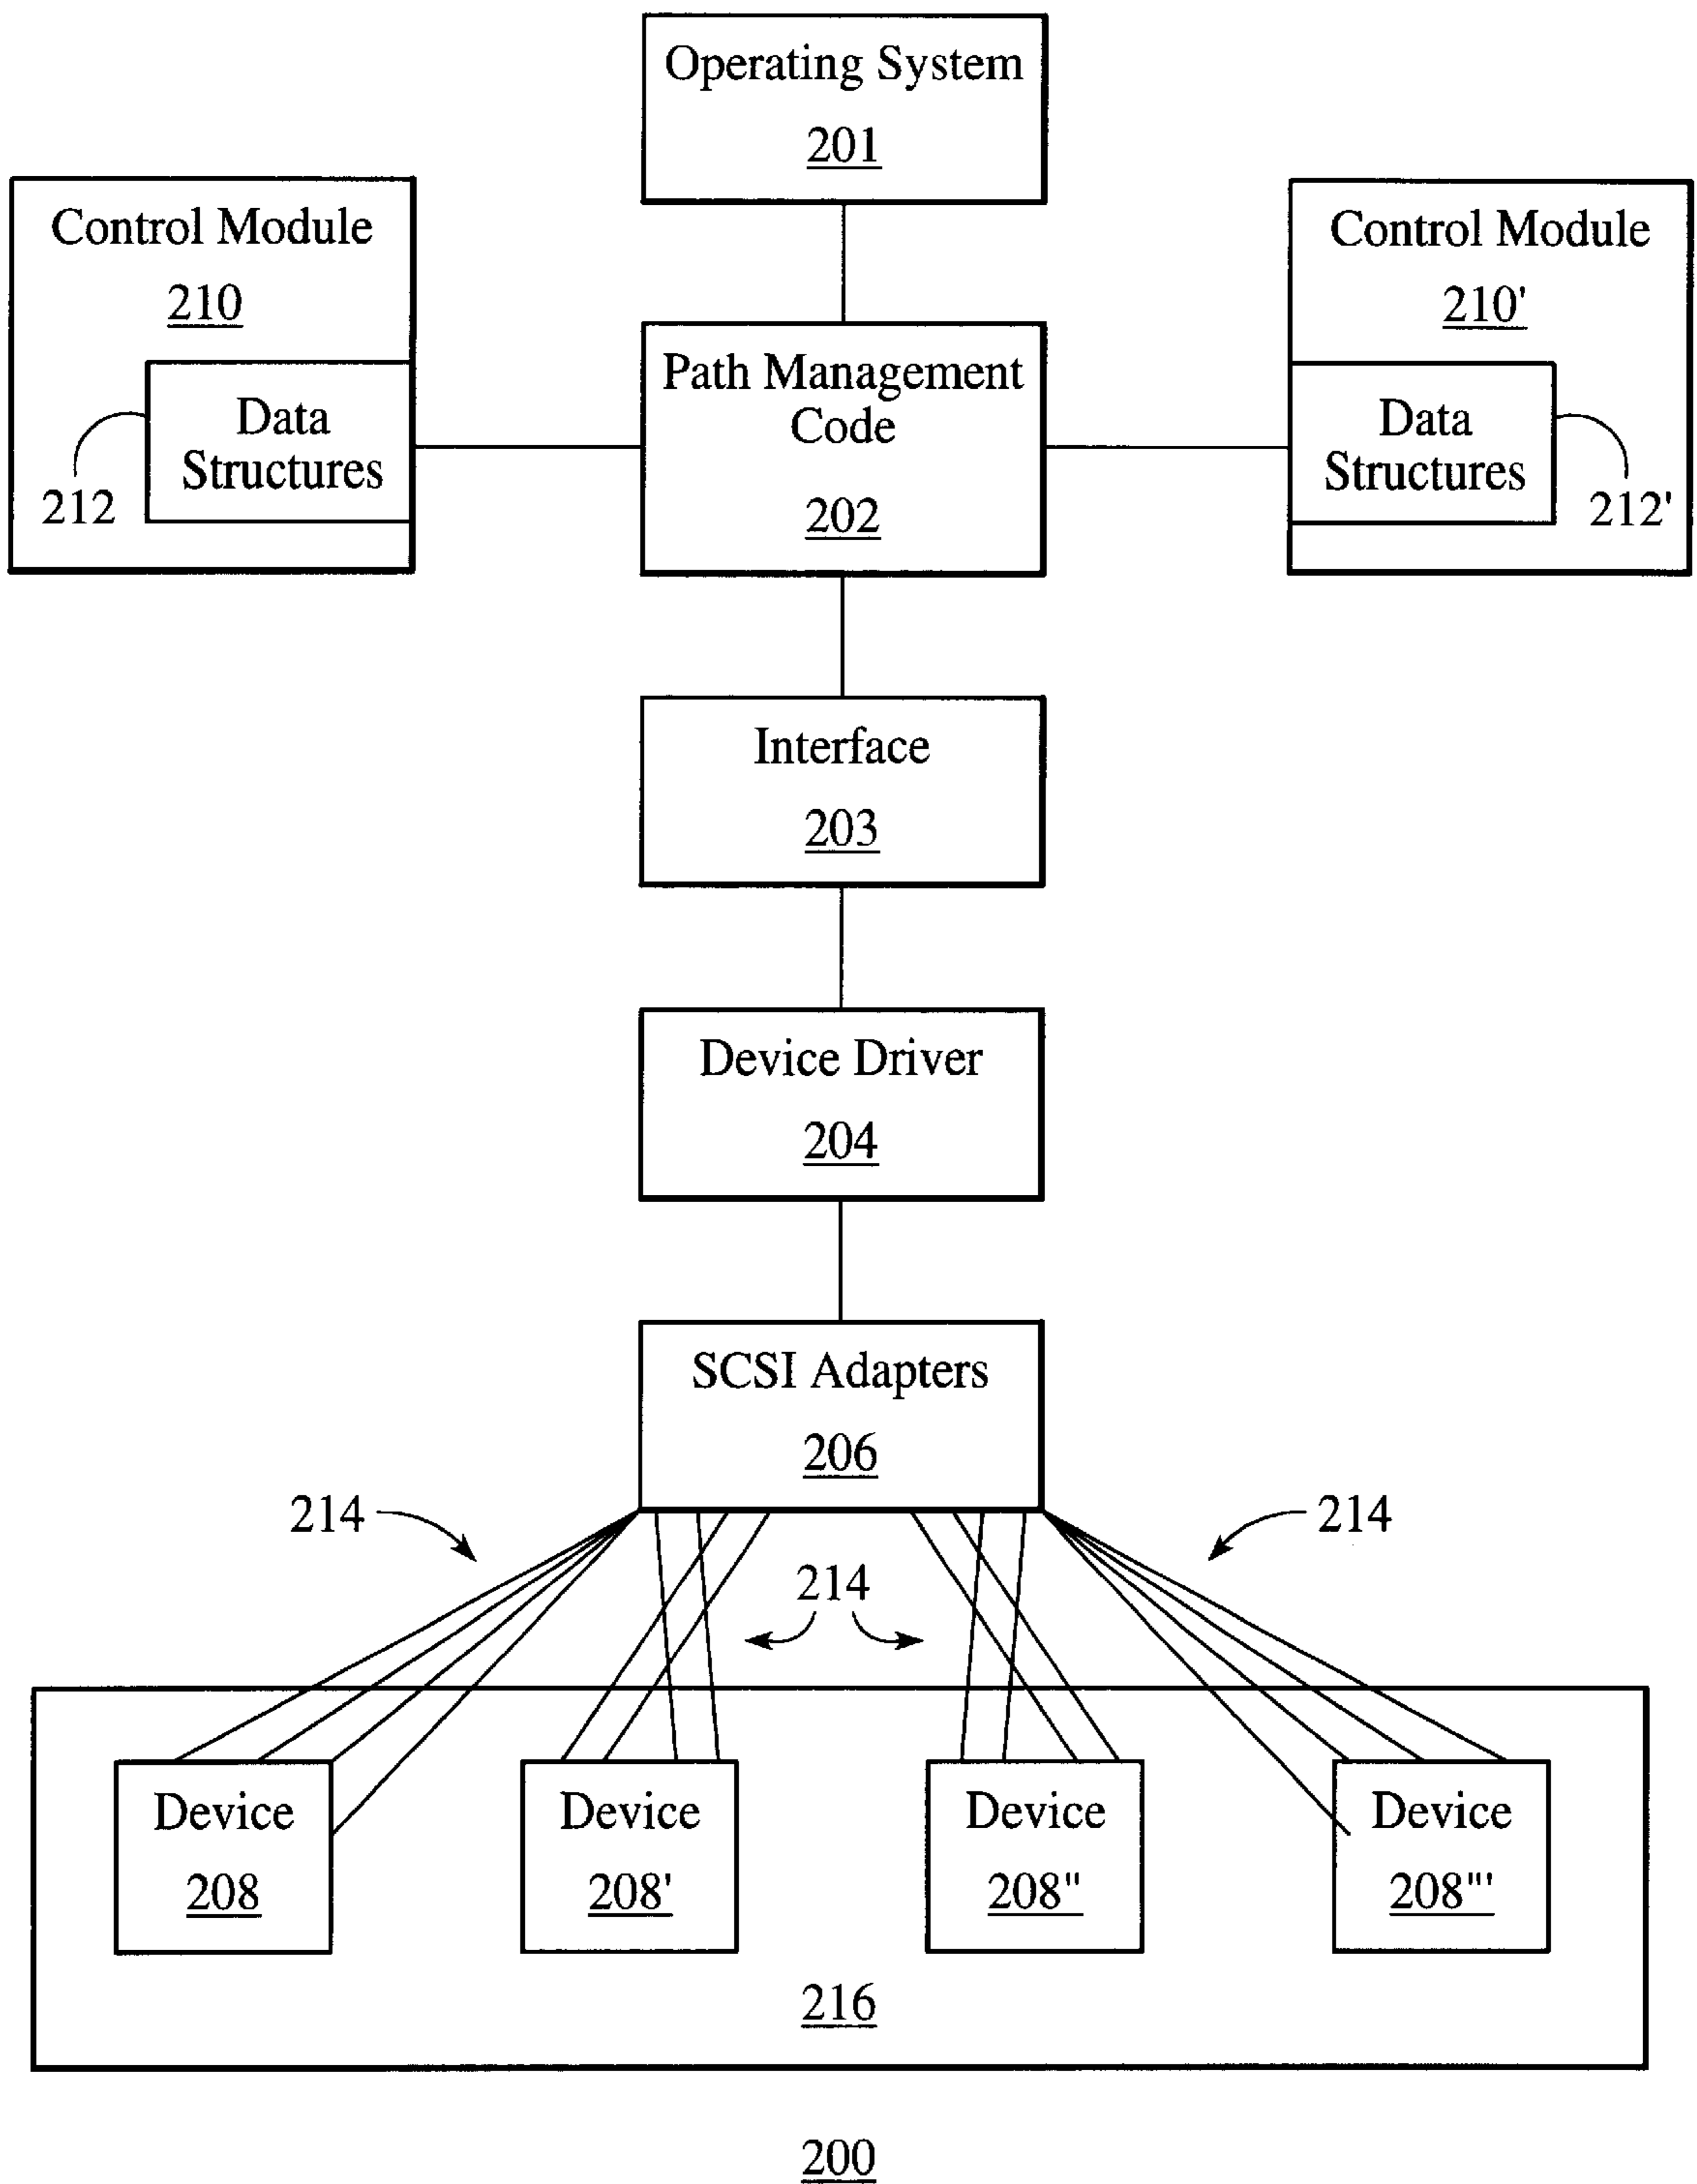 Operating System
201
Control Module
210
Data
Structures
212
Path Management
Code
202
Control Module
210'
Data
Structures
212'
Interface
203
Device Driver
204
SCSI Adapters
206
214
214
214
Device
208
Device
208'
Device
208"
Device
208"'
216
200